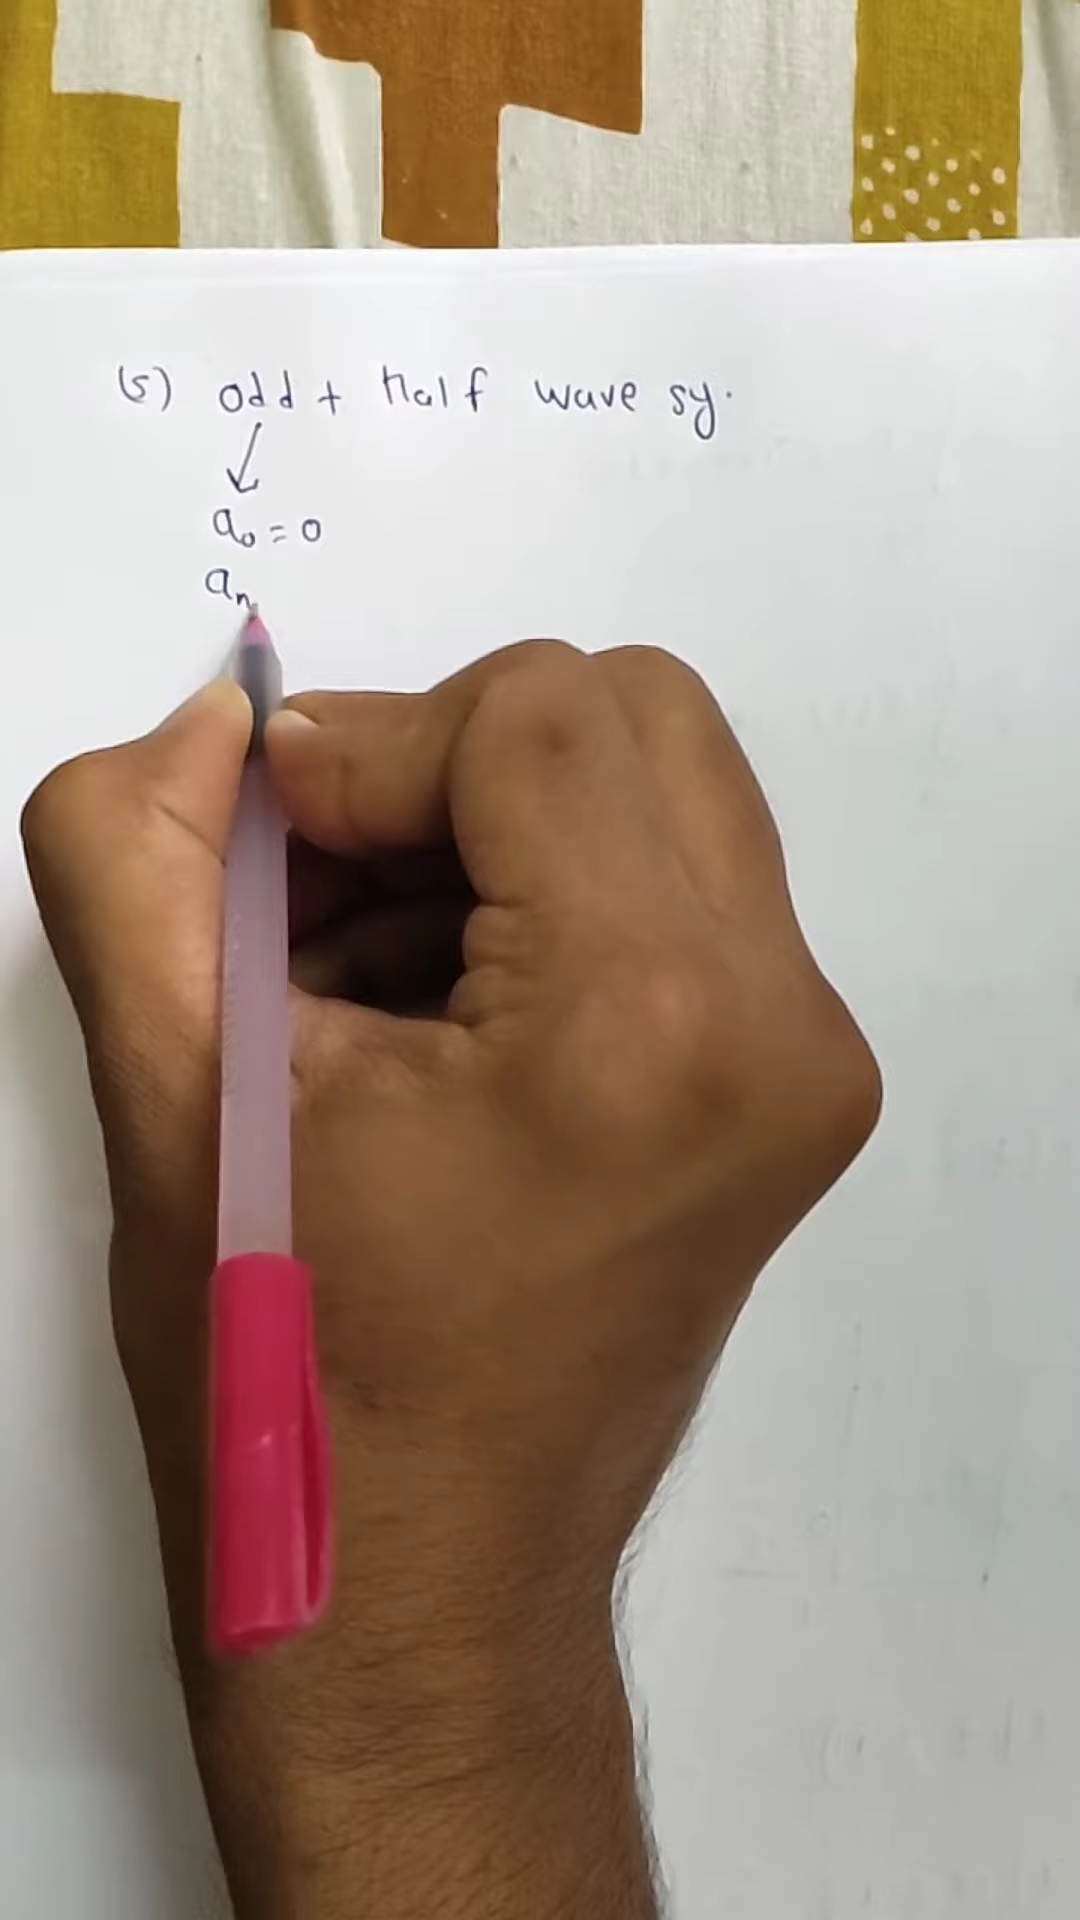 (5) odd + Half wave sy.
↓
a₀ = 0
aₙ